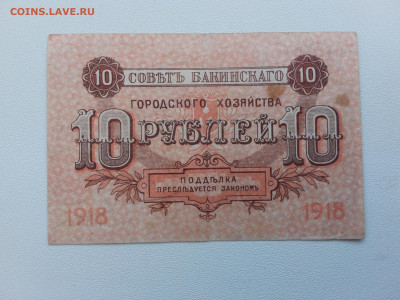 COINS.LAVE.RU
10 СОВѢТЪ БАКИНСКАГО 10
ГОРОДСКОГО ХОЗЯЙСТВА
10 РУБЛЕЙ 10
ПОДДѢЛКА
ПРЕСЛѢДУЕТСЯ ЗАКОНОМЪ
1918 1918